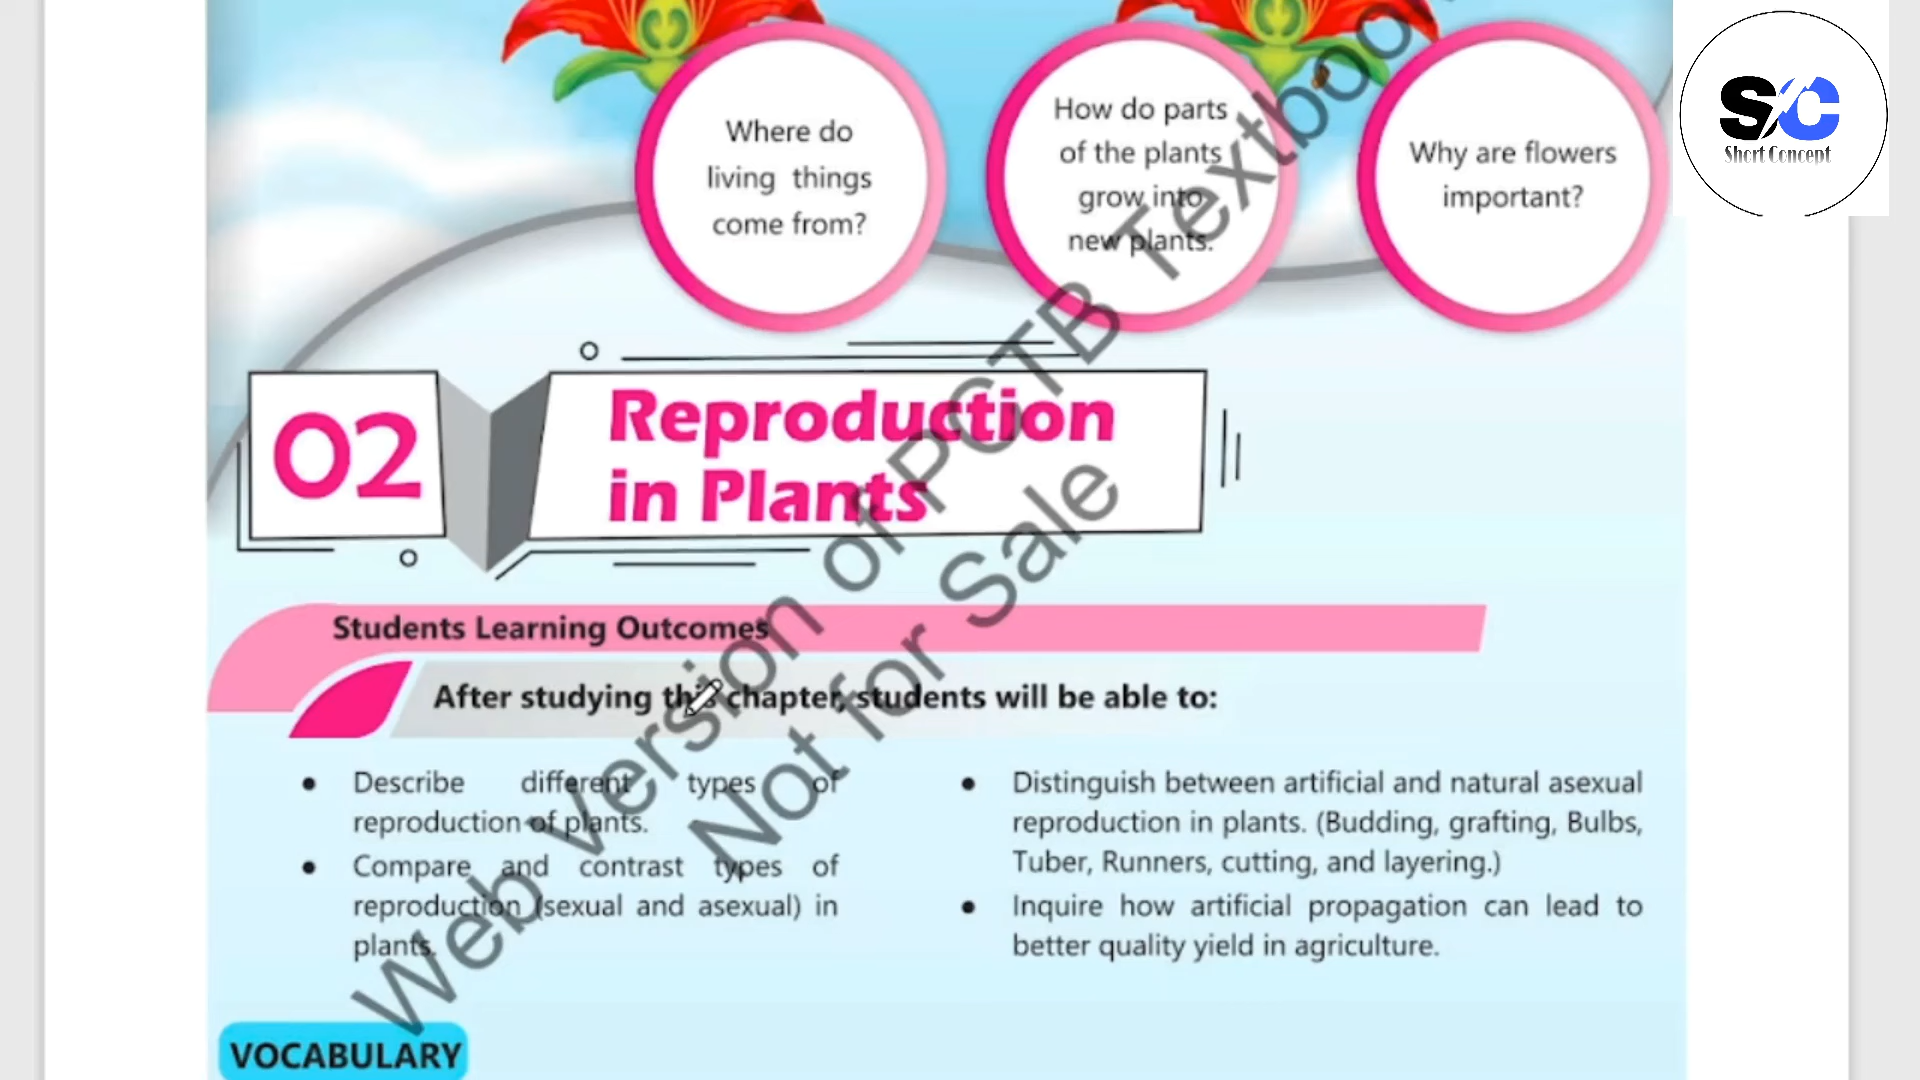 Where do
living things
come from?
How do parts
of the plants
grow into
new plants.
Why are flowers
important?
S/C
Short Concept
02
Reproduction
in Plants
Students Learning Outcomes
After studying this chapter, students will be able to:
● Describe different types of
reproduction of plants.
● Compare and contrast types of
reproduction (sexual and asexual) in
plants.
● Distinguish between artificial and natural asexual
reproduction in plants. (Budding, grafting, Bulbs,
Tuber, Runners, cutting, and layering.)
● Inquire how artificial propagation can lead to
better quality yield in agriculture.
VOCABULARY
Web Version of PCTB Textbook
Not for Sale